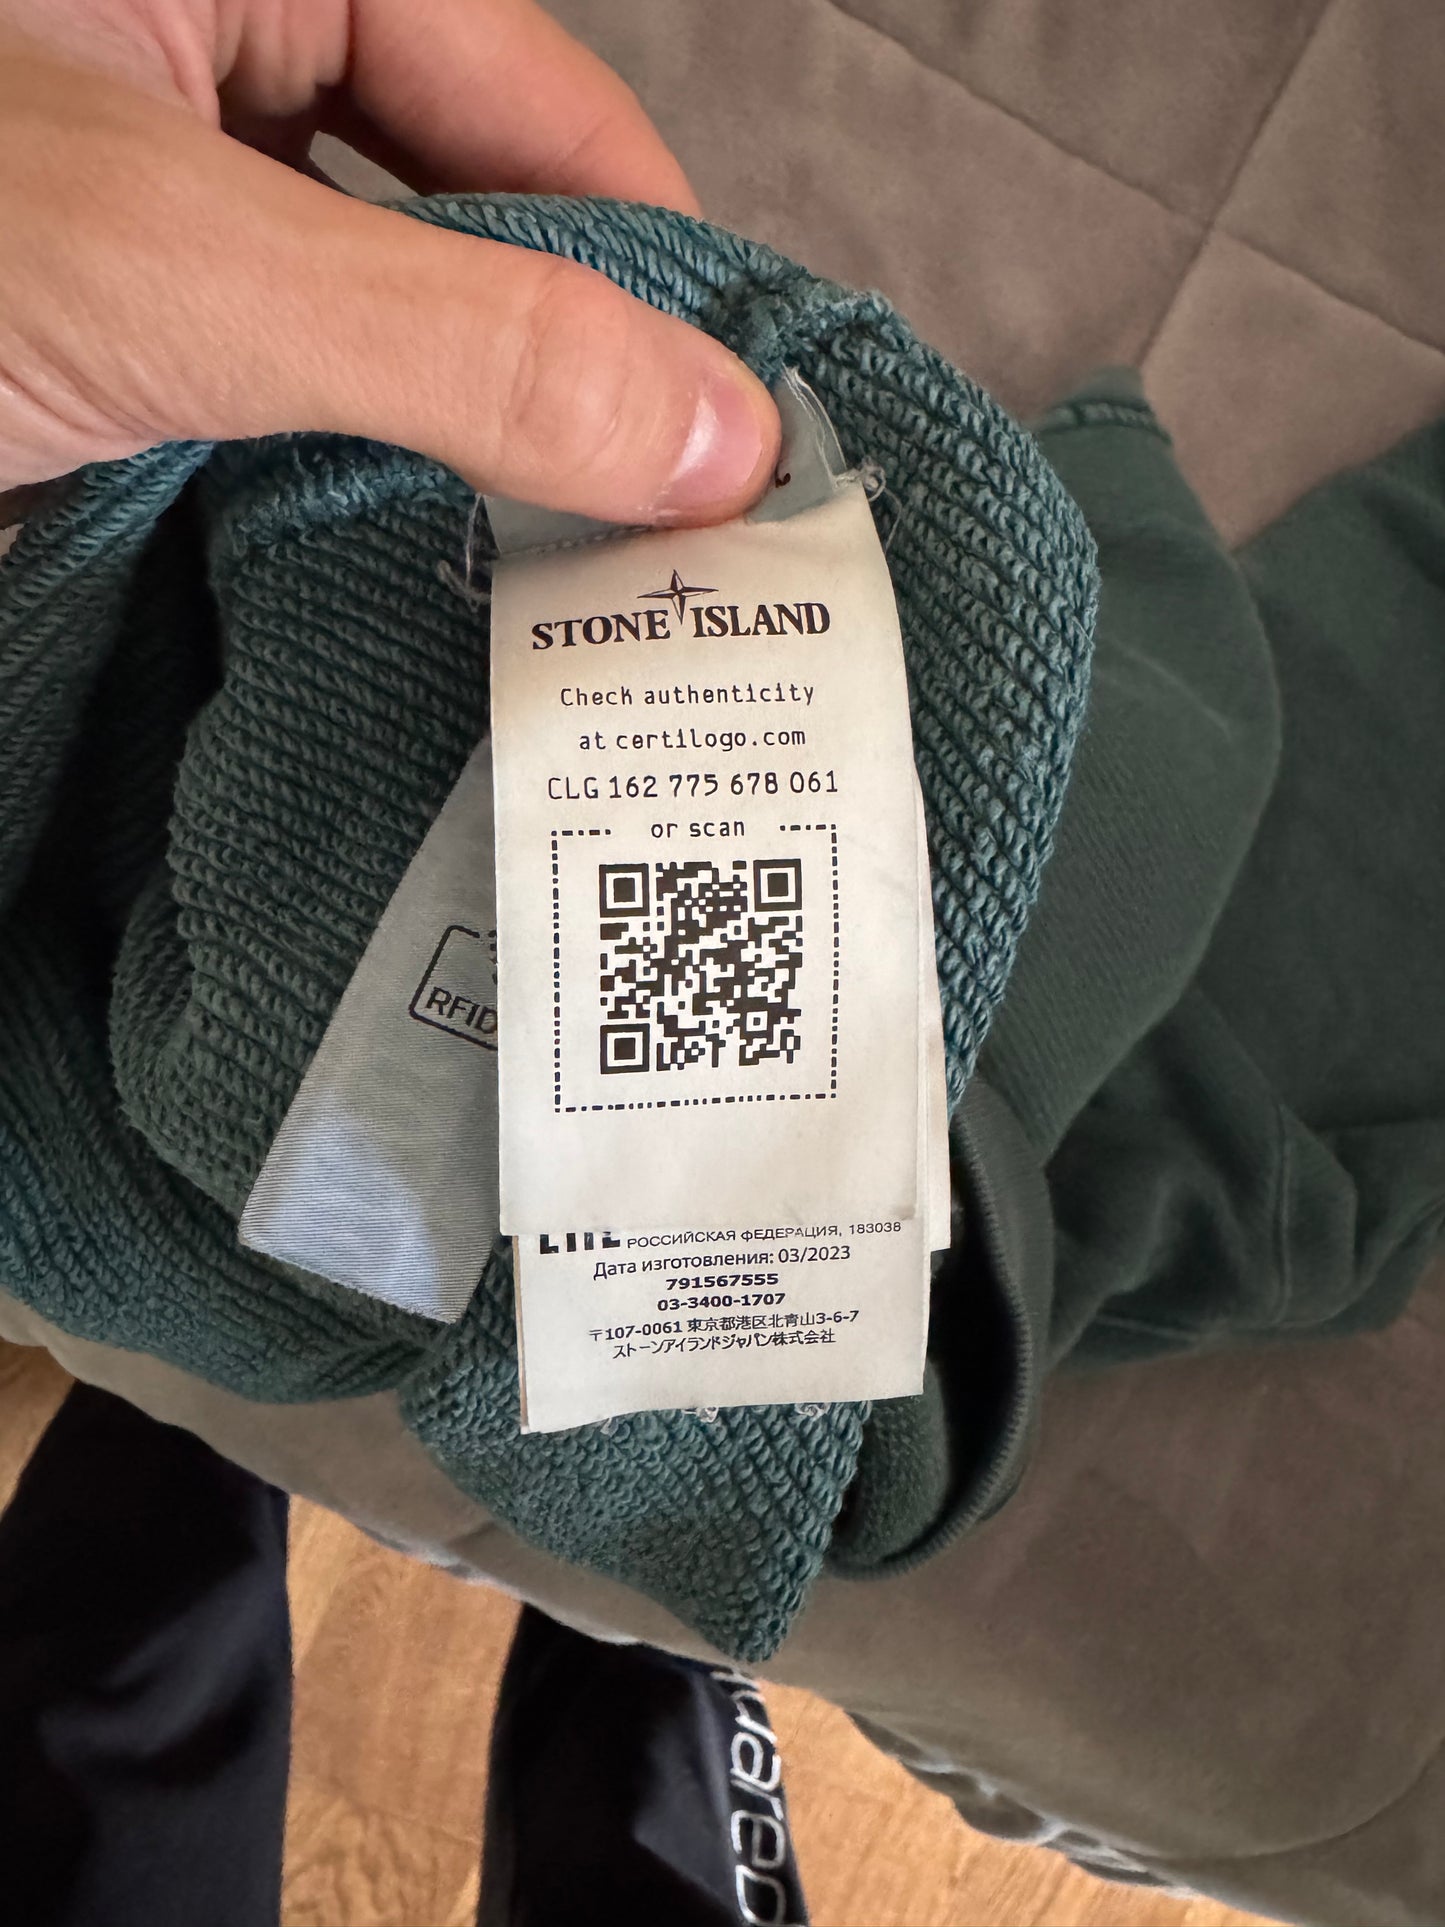 STONE ISLAND
Check authenticity
at certilogo.com
CLG 162 775 678 061
or scan
RFID
РОССИЙСКАЯ ФЕДЕРАЦИЯ, 183038
Дата изготовления: 03/2023
791567555
03-3400-1707
〒107-0061 東京都港区北青山3-6-7
ストーンアイランドジャパン株式会社